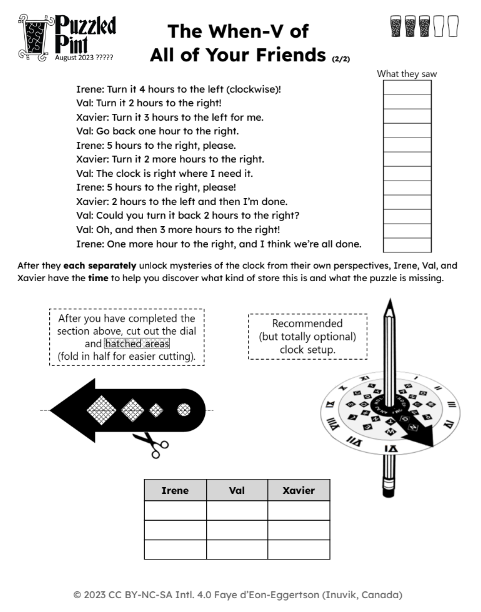 Puzzled
Pint
August 2023 ?????
The When-V of
All of Your Friends (2/2)
What they saw
Irene: Turn it 4 hours to the left (clockwise)!
Val: Turn it 2 hours to the right!
Xavier: Turn it 3 hours to the left for me.
Val: Go back one hour to the right.
Irene: 5 hours to the right, please.
Xavier: Turn it 2 more hours to the right.
Val: The clock is right where I need it.
Irene: 5 hours to the right, please!
Xavier: 2 hours to the left and then I'm done.
Val: Could you turn it back 2 hours to the right?
Val: Oh, and then 3 more hours to the right!
Irene: One more hour to the right, and I think we're all done.
After they each separately unlock mysteries of the clock from their own perspectives, Irene, Val, and
Xavier have the time to help you discover what kind of store this is and what the puzzle is missing.
After you have completed the
section above, cut out the dial
and hatched areas
(fold in half for easier cutting).
Recommended
(but totally optional)
clock setup.
Irene Val Xavier
© 2023 CC BY-NC-SA Intl. 4.0 Faye d'Eon-Eggertson (Inuvik, Canada)